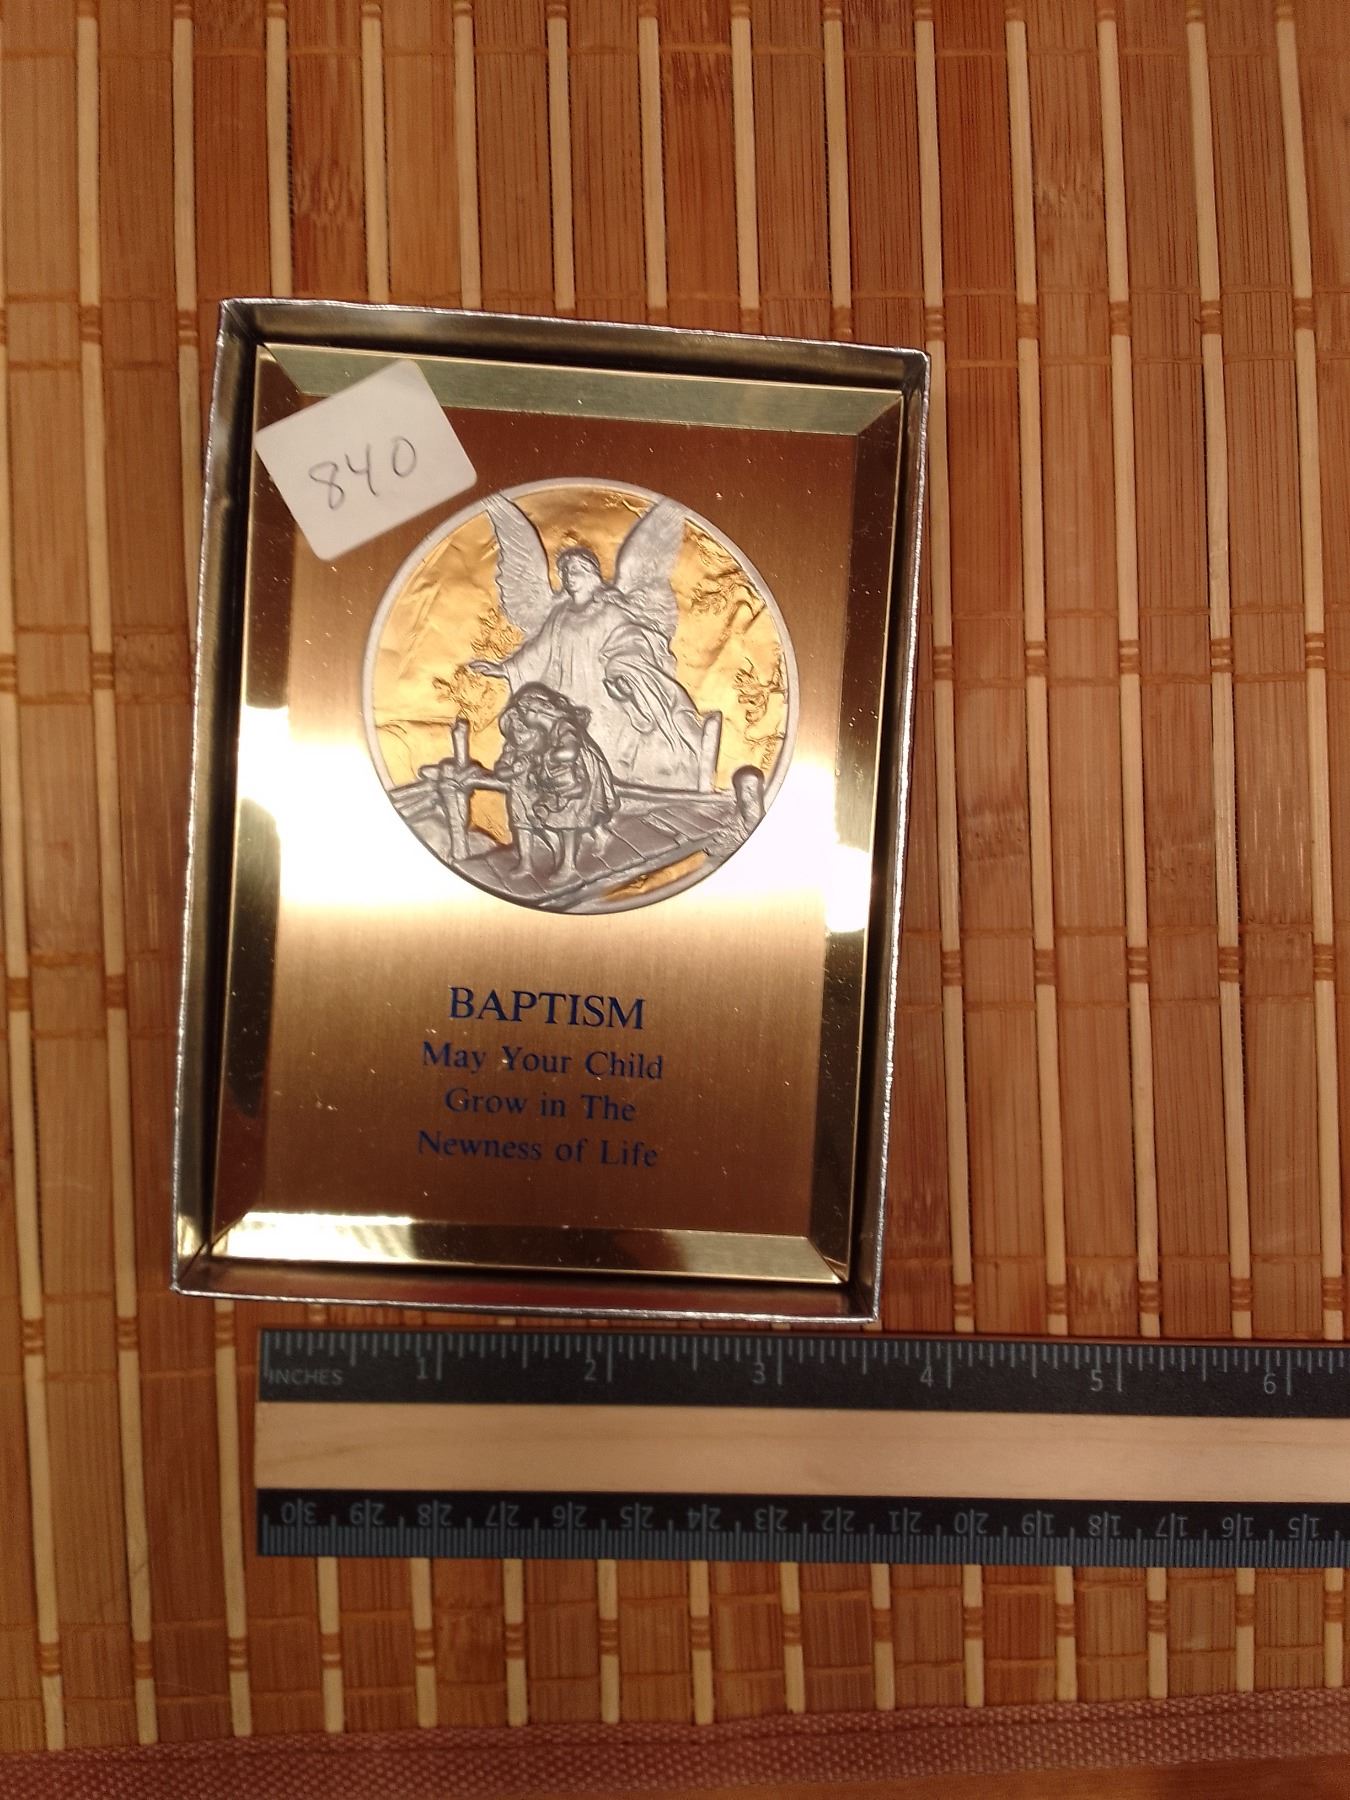 840
ITALY
BAPTISM
May Your Child
Grow in The
Newness of Life
INCHES 1 2 3 4 5 6
30 29 28 27 26 25 24 23 22 21 20 19 18 17 16 15